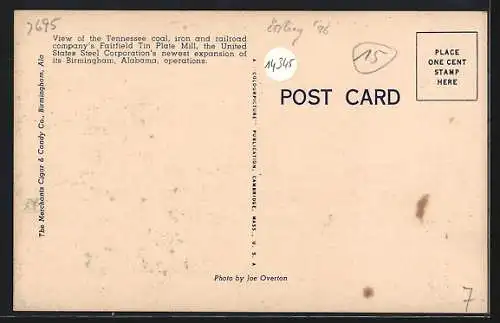 7695
View of the Tennessee coal, iron and railroad
company's Fairfield Tin Plate Mill, the United
States Steel Corporation's newest expansion of
its Birmingham, Alabama, operations.
The Merchants Cigar & Candy Co., Birmingham, Ala
A "COLOURPICTURE" PUBLICATION, CAMBRIDGE, MASS., U. S. A
'96
14345
15
POST CARD
PLACE
ONE CENT
STAMP
HERE
Photo by Joe Overton
7